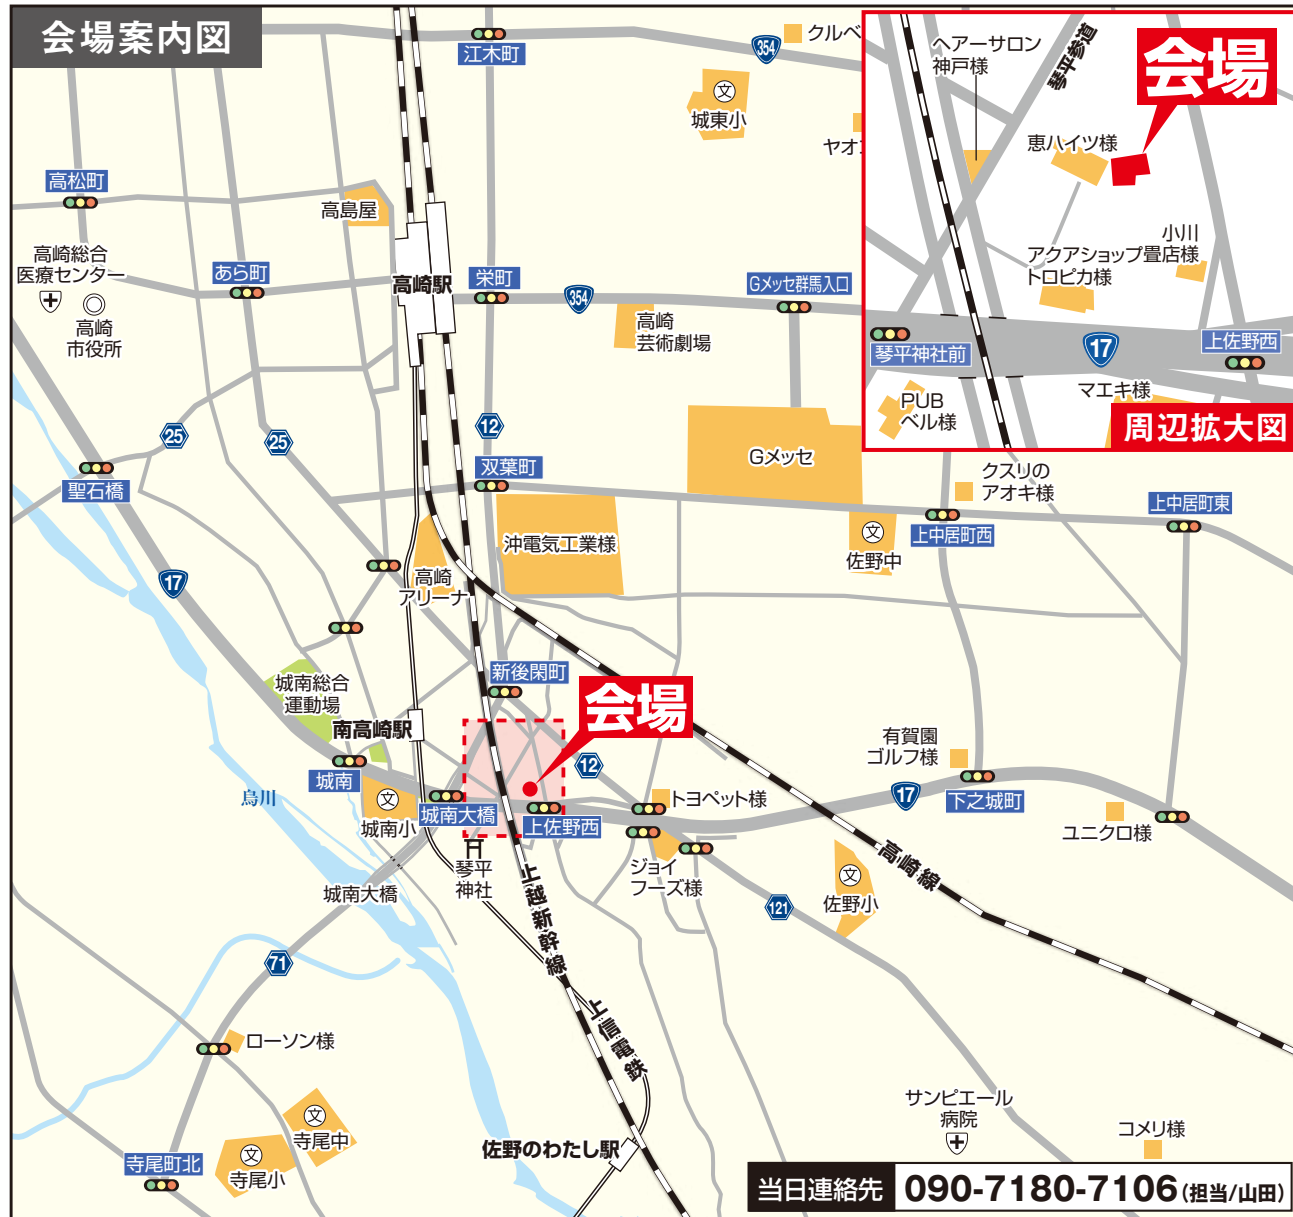 会場案内図
江木町
354
クルベ
城東小
文
ヤオ
高松町
高島屋
高崎総合
医療センター
高崎
市役所
あら町
高崎駅
栄町
354
高崎
芸術劇場
Gメッセ群馬入口
ヘアーサロン
神戸様
琴平参道
会場
恵ハイツ様
小川
畳店様
アクアショップ
トロピカ様
琴平神社前
17
上佐野西
マエキ様
PUB
ベル様
周辺拡大図
25
25
12
聖石橋
双葉町
Gメッセ
クスリの
アオキ様
上中居町東
上中居町西
沖電気工業様
文
佐野中
高崎
アリーナ
17
新後閑町
城南総合
運動場
会場
南高崎駅
有賀園
ゴルフ様
12
城南
烏川
文
城南小
城南大橋
上佐野西
トヨペット様
17
下之城町
ユニクロ様
琴平
神社
ジョイ
フーズ様
城南大橋
文
佐野小
高崎線
121
上越新幹線
71
上信電鉄
ローソン様
文
寺尾中
文
寺尾小
寺尾町北
佐野のわたし駅
サンピエール
病院
コメリ様
当日連絡先 090-7180-7106(担当/山田)